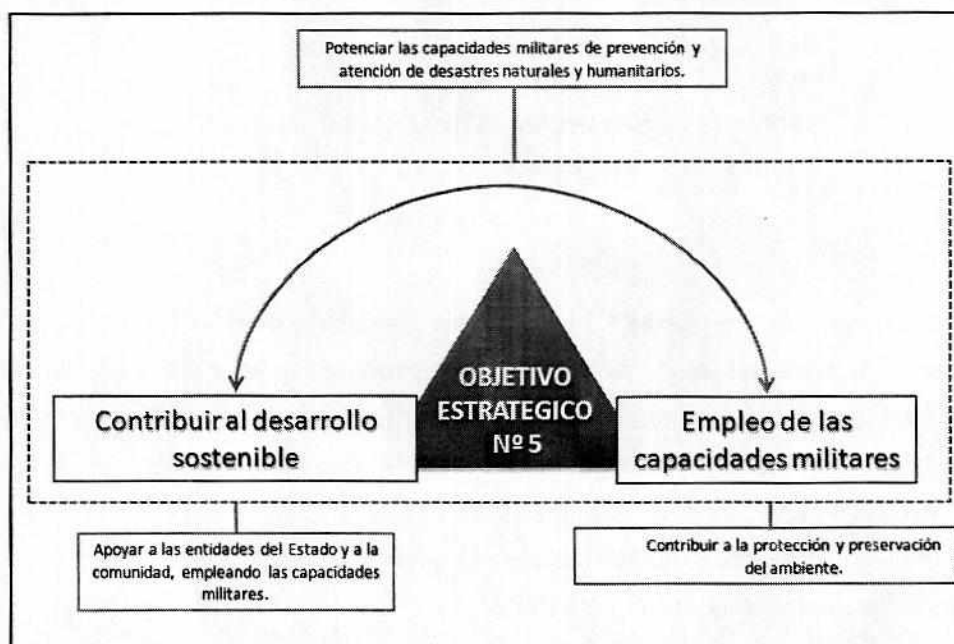 Potenciar las capacidades militares de prevención y
atención de desastres naturales y humanitarios.
OBJETIVO
ESTRATEGICO
Nº 5
Contribuir al desarrollo
sostenible
Empleo de las
capacidades militares
Apoyar a las entidades del Estado y a la
comunidad, empleando las capacidades
militares.
Contribuir a la protección y preservación
del ambiente.